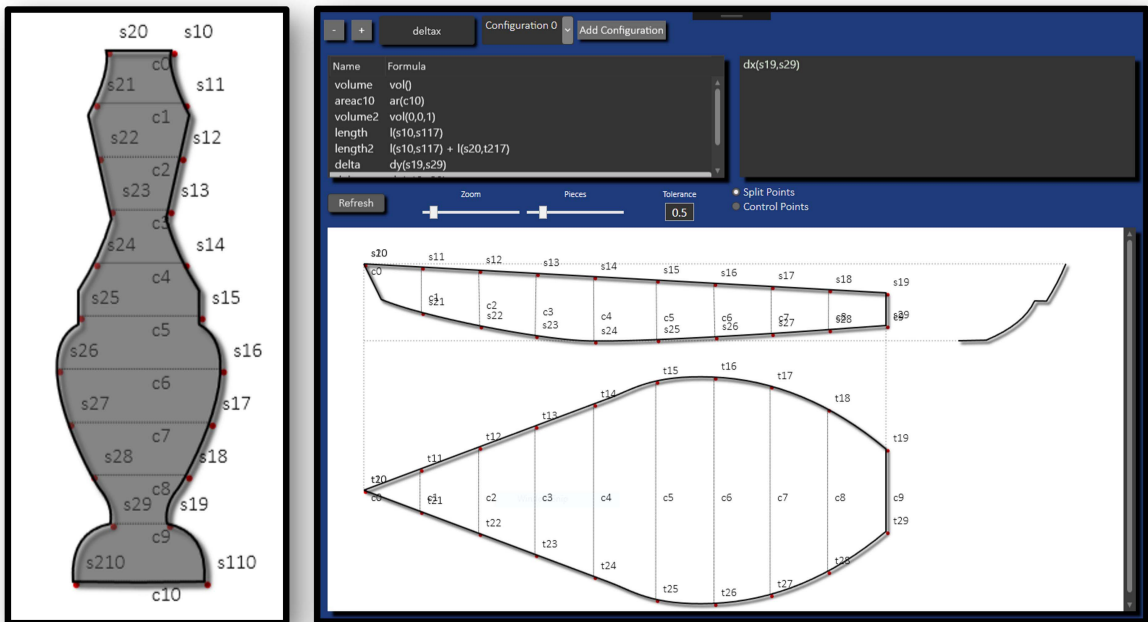 s20 s10
c0
s21 s11
c1
s22 s12
c2
s23 s13
c3
s24 s14
c4
s25 s15
c5
s26 s16
c6
s27 s17
c7
s28 s18
c8
s29 s19
c9
s210 s110
c10
- + deltax Configuration 0 Add Configuration
Name Formula
volume vol()
areac10 ar(c10)
volume2 vol(0,0,1)
length l(s10,s117)
length2 l(s10,s117) + l(s20,t217)
delta dy(s19,s29)
dx(s19,s29)
Refresh Zoom Pieces Tolerance
0.5
Split Points
Control Points
s11 s12 s13 s14 s15 s16 s17 s18 s19
c0
c1 c2 c3 c4 c5 c6 c7
s21 s22 s23 s24 s25 s26 s27 s28 s29
t11 t12 t13 t14 t15 t16 t17 t18 t19
c0 c1 c2 c3 c4 c5 c6 c7 c8 c9
t21 t22 t23 t24 t25 t26 t27 t28 t29